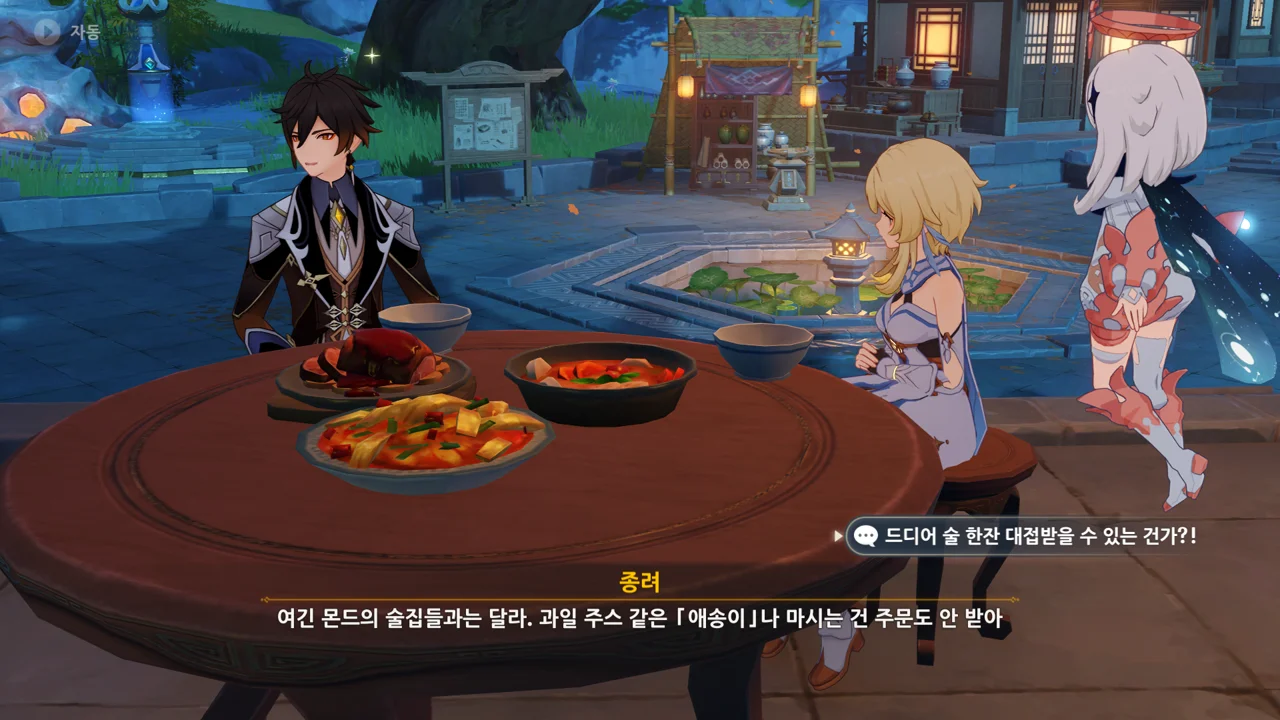 자동
드디어 술 한잔 대접받을 수 있는 건가?!
종려
여긴 몬드의 술집들과는 달라. 과일 주스 같은 「애송이」나 마시는 건 주문도 안 받아